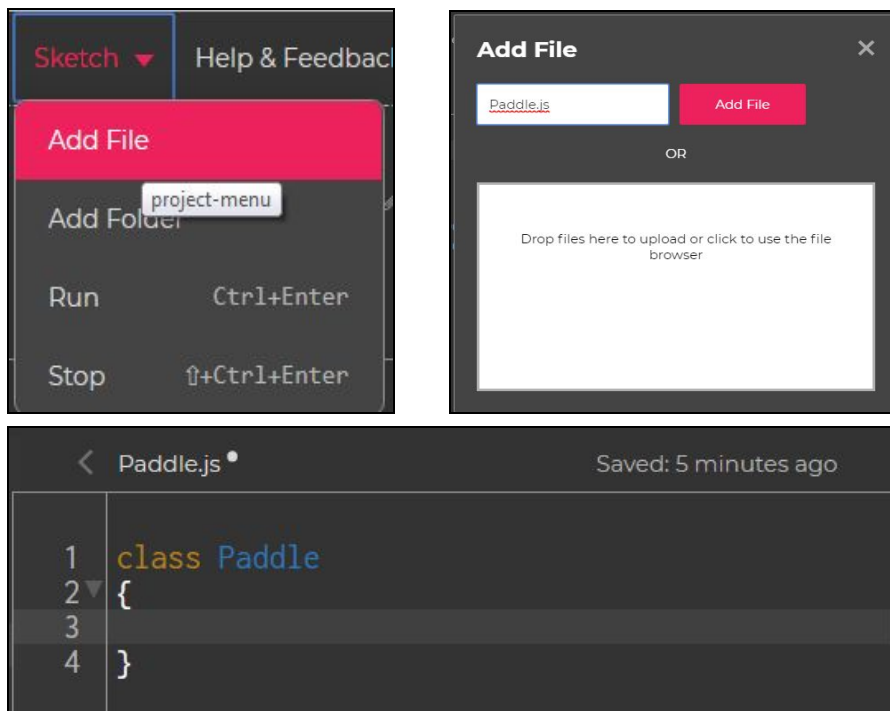 Sketch
Help & Feedbac
Add File
project-menu
Add Folder
Run Ctrl+Enter
Stop ⇧+Ctrl+Enter
Add File ×
Paddle.js Add File
OR
Drop files here to upload or click to use the file
browser
< Paddle.js • Saved: 5 minutes ago
1 class Paddle
2 {
3
4 }